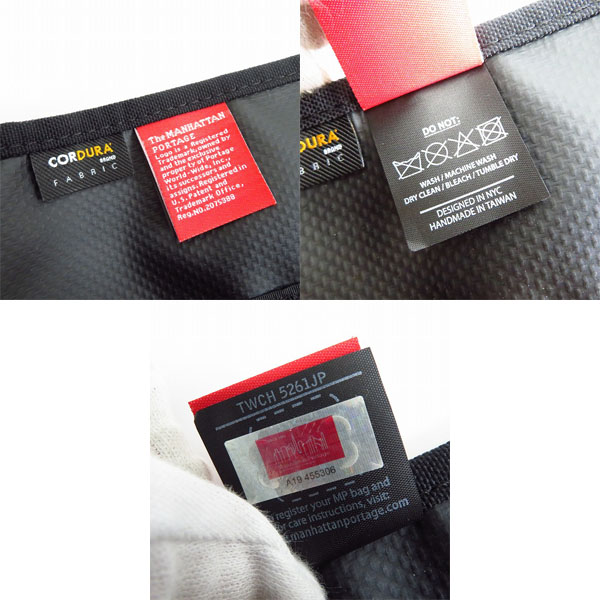 CORDURA
BRAND
FABRIC
The MANHATTAN
PORTAGE
Logo is a Registered
Trademark owned by
and the exclusive
property of Portage
World-Wide, Inc.,
its successors and
assigns. Registered in
U.S. Patent and
Trademark Office.
Reg.NO.2075388
DO NOT:
WASH / MACHINE WASH
DRY CLEAN / BLEACH / TUMBLE DRY
DESIGNED IN NYC
HANDMADE IN TAIWAN
TWCH 5261JP
A19 455306
register your MP bag and
or care instructions, visit:
manhattanportage.com